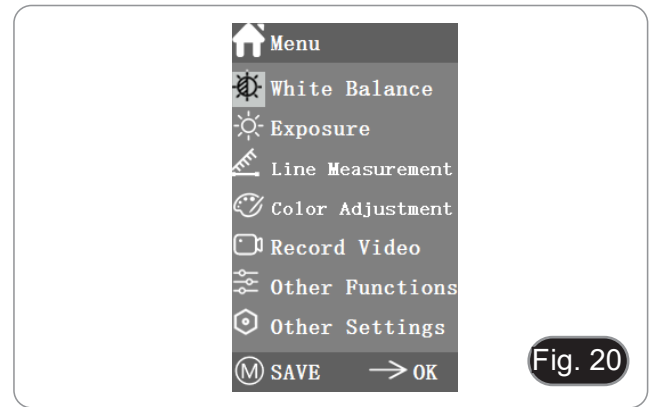 Menu
White Balance
Exposure
Line Measurement
Color Adjustment
Record Video
Other Functions
Other Settings
M SAVE → OK
Fig. 20